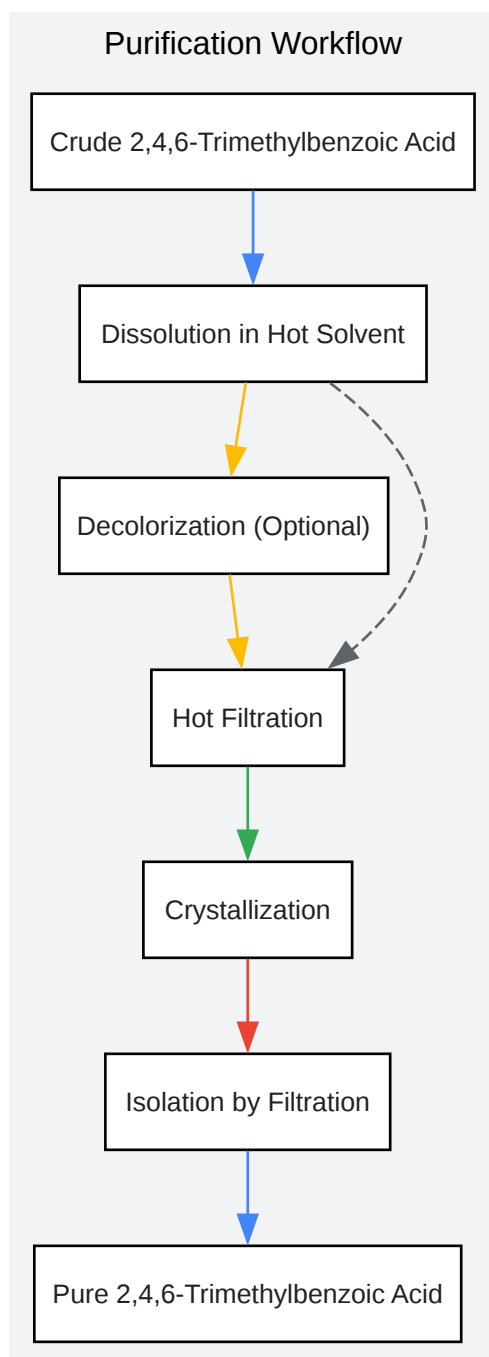 Purification Workflow
Crude 2,4,6-Trimethylbenzoic Acid
Dissolution in Hot Solvent
Decolorization (Optional)
Hot Filtration
Crystallization
Isolation by Filtration
Pure 2,4,6-Trimethylbenzoic Acid